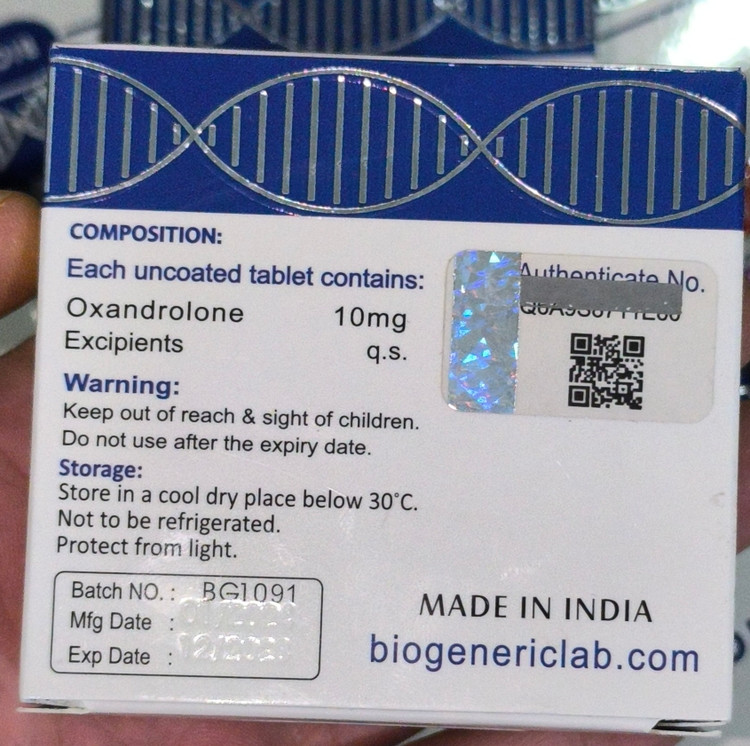 COMPOSITION:
Each uncoated tablet contains:
Oxandrolone 10mg
Excipients q.s.
Warning:
Keep out of reach & sight of children.
Do not use after the expiry date.
Storage:
Store in a cool dry place below 30°C.
Not to be refrigerated.
Protect from light.
Batch NO. : BG1091
Mfg Date :
Exp Date :
Authenticate No.
MADE IN INDIA
biogenericlab.com